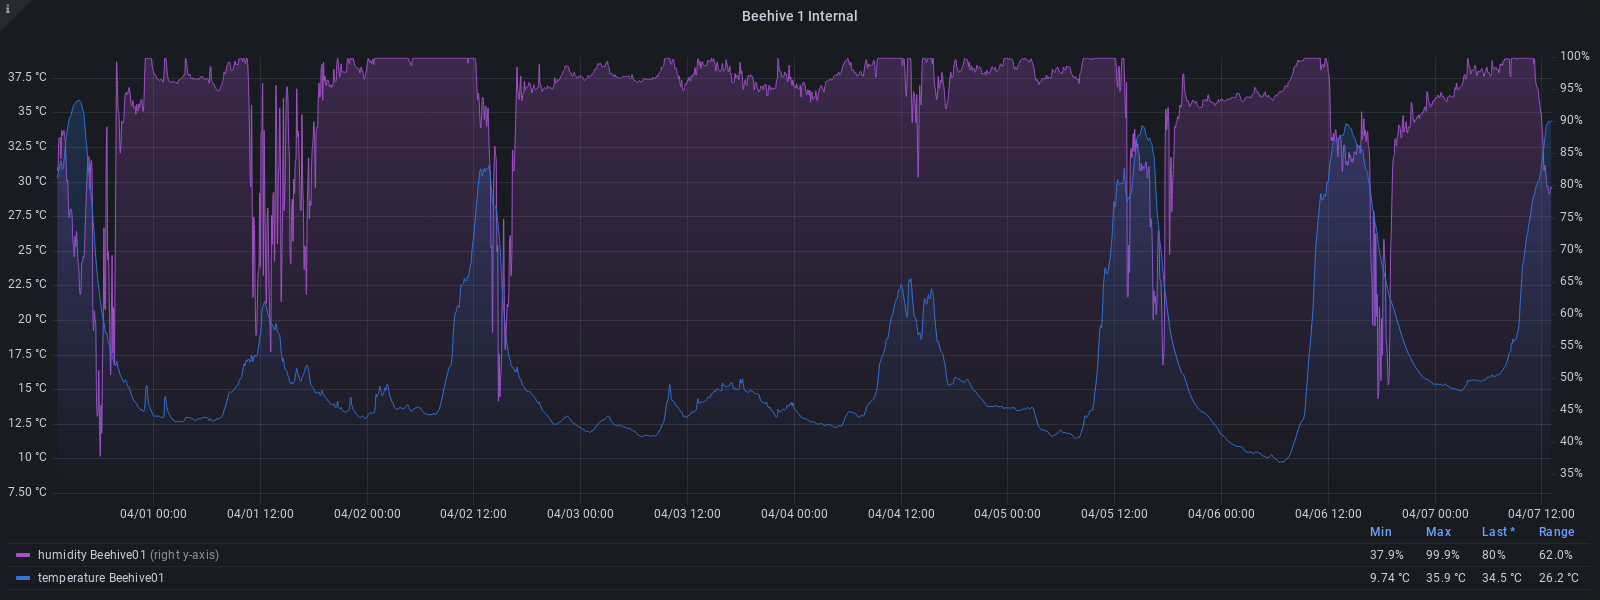 i
Beehive 1 Internal
37.5 °C
35 °C
32.5 °C
30 °C
27.5 °C
25 °C
22.5 °C
20 °C
17.5 °C
15 °C
12.5 °C
10 °C
7.50 °C
100%
95%
90%
85%
80%
75%
70%
65%
60%
55%
50%
45%
40%
35%
04/01 00:00 04/01 12:00 04/02 00:00 04/02 12:00 04/03 00:00 04/03 12:00 04/04 00:00 04/04 12:00 04/05 00:00 04/05 12:00 04/06 00:00 04/06 12:00 04/07 00:00 04/07 12:00
Min Max Last * Range
humidity Beehive01 (right y-axis) 37.9% 99.9% 80% 62.0%
temperature Beehive01 9.74 °C 35.9 °C 34.5 °C 26.2 °C